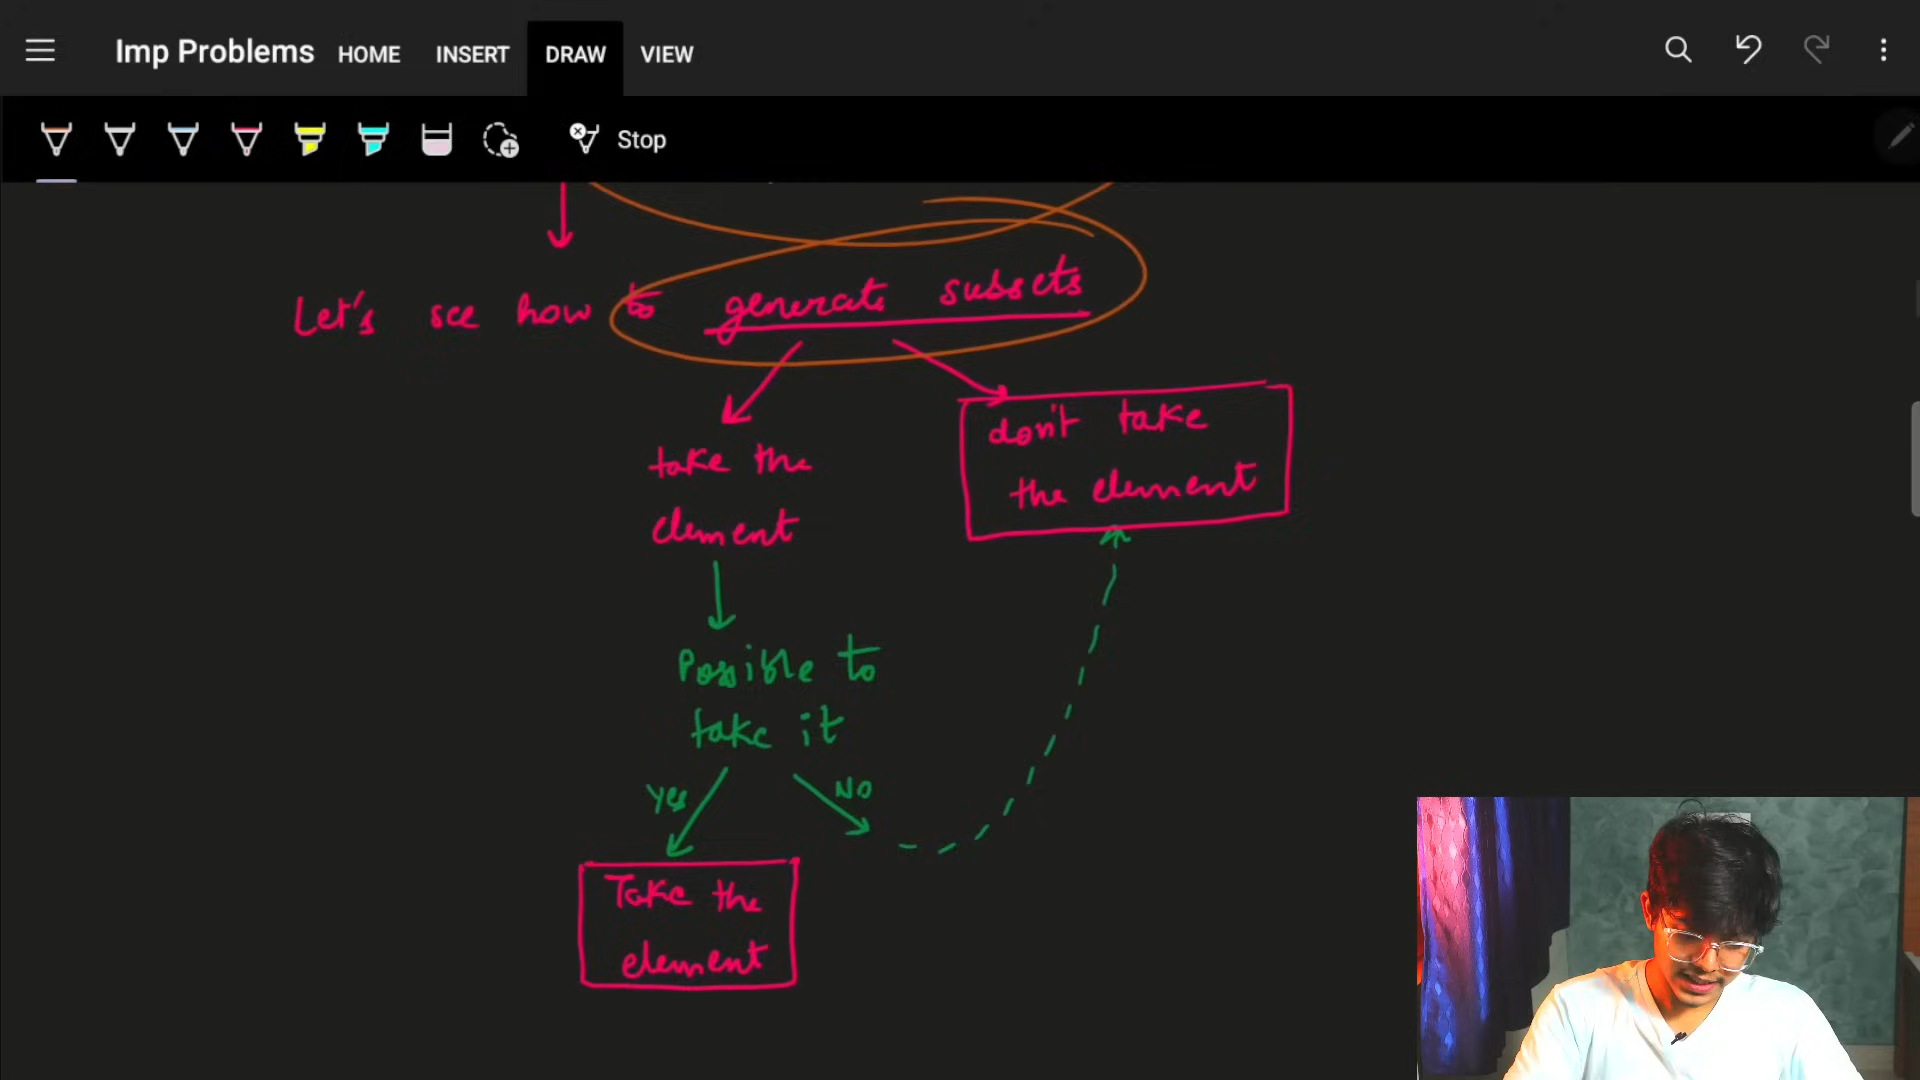 Imp Problems HOME INSERT DRAW VIEW
Stop
Let's see how to generate subsets
take the
element
don't take
the element
Possible to
take it
Yes
NO
Take the
element